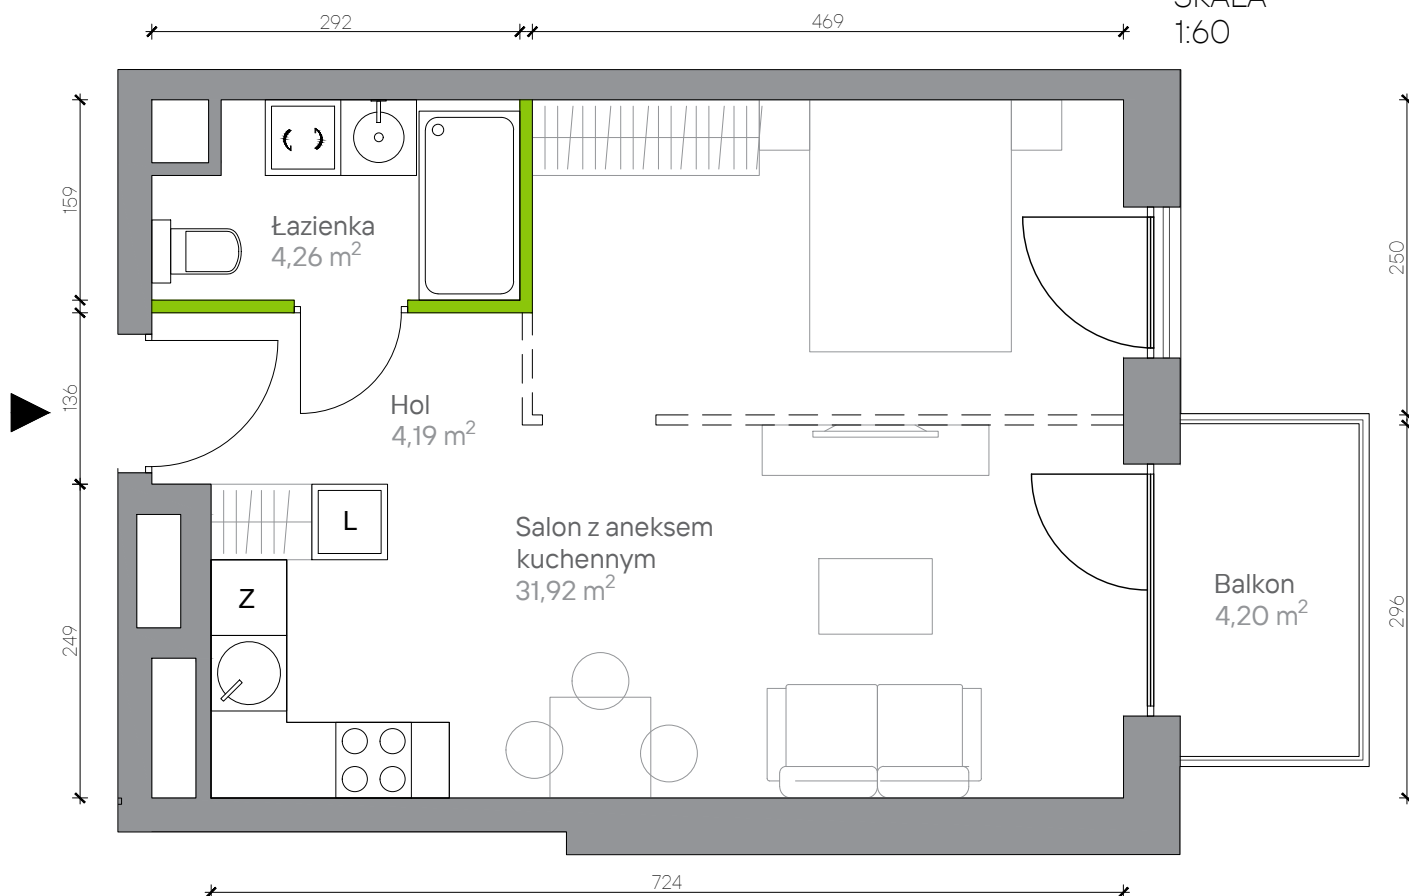 SKALA
1:60
292
469
159
136
249
250
296
724
Łazienka
4,26 m²
Hol
4,19 m²
L
Z
Salon z aneksem
kuchennym
31,92 m²
Balkon
4,20 m²